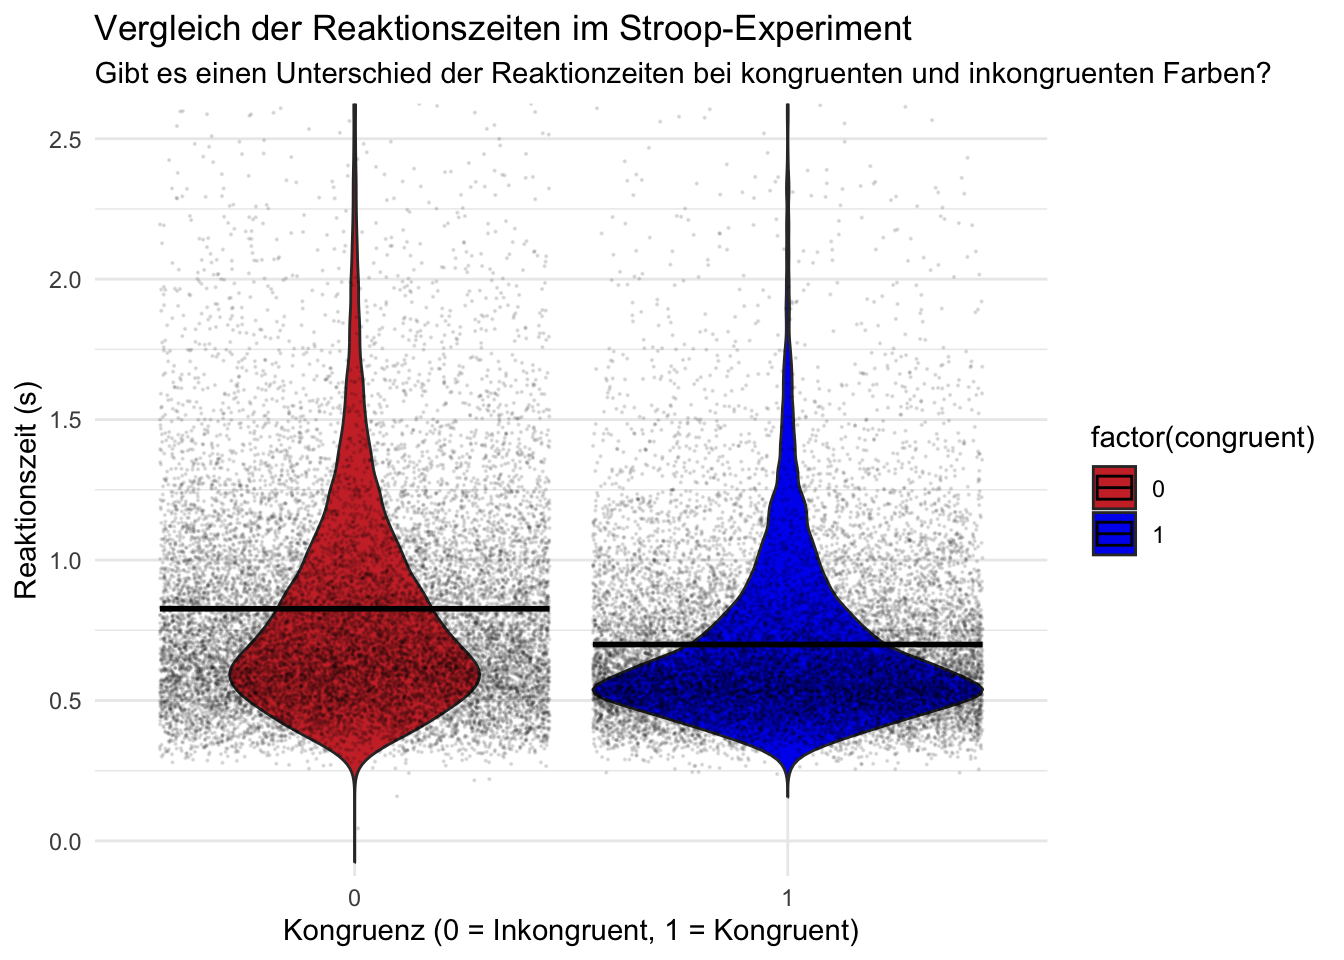 Vergleich der Reaktionszeiten im Stroop-Experiment
Gibt es einen Unterschied der Reaktionzeiten bei kongruenten und inkongruenten Farben?
2.5
2.0
1.5
1.0
0.5
0.0
Reaktionszeit (s)
0
1
Kongruenz (0 = Inkongruent, 1 = Kongruent)
factor(congruent)
0
1